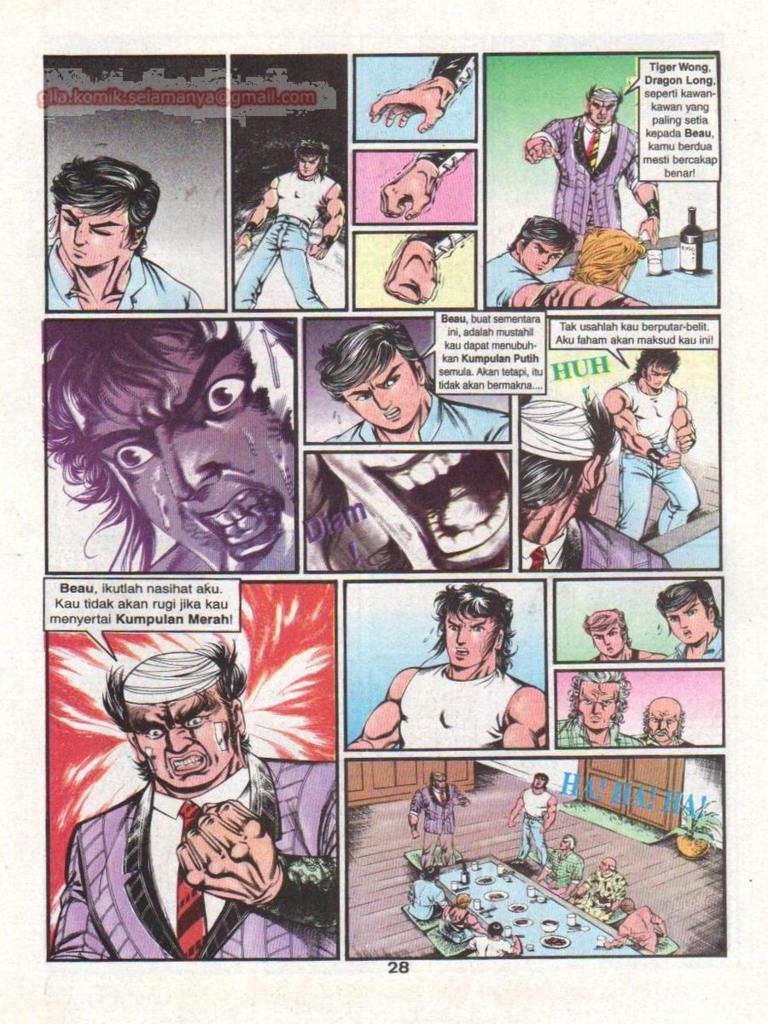 gila.komik.selamanya@gmail.com
Tiger Wong,
Dragon Long,
seperti kawan-
kawan yang
paling setia
kepada Beau,
kamu berdua
mesti bercakap
benar!
Beau, buat sementara
ini, adalah mustahil
kau dapat menubuh-
kan Kumpulan Putih
semula. Akan tetapi, itu
tidak akan bermakna....
Diam
!
Tak usahlah kau berputar-belit.
Aku faham akan maksud kau ini!
HUH
!
Beau, ikutlah nasihat aku.
Kau tidak akan rugi jika kau
menyertai Kumpulan Merah!
HA! HA! HA!
28